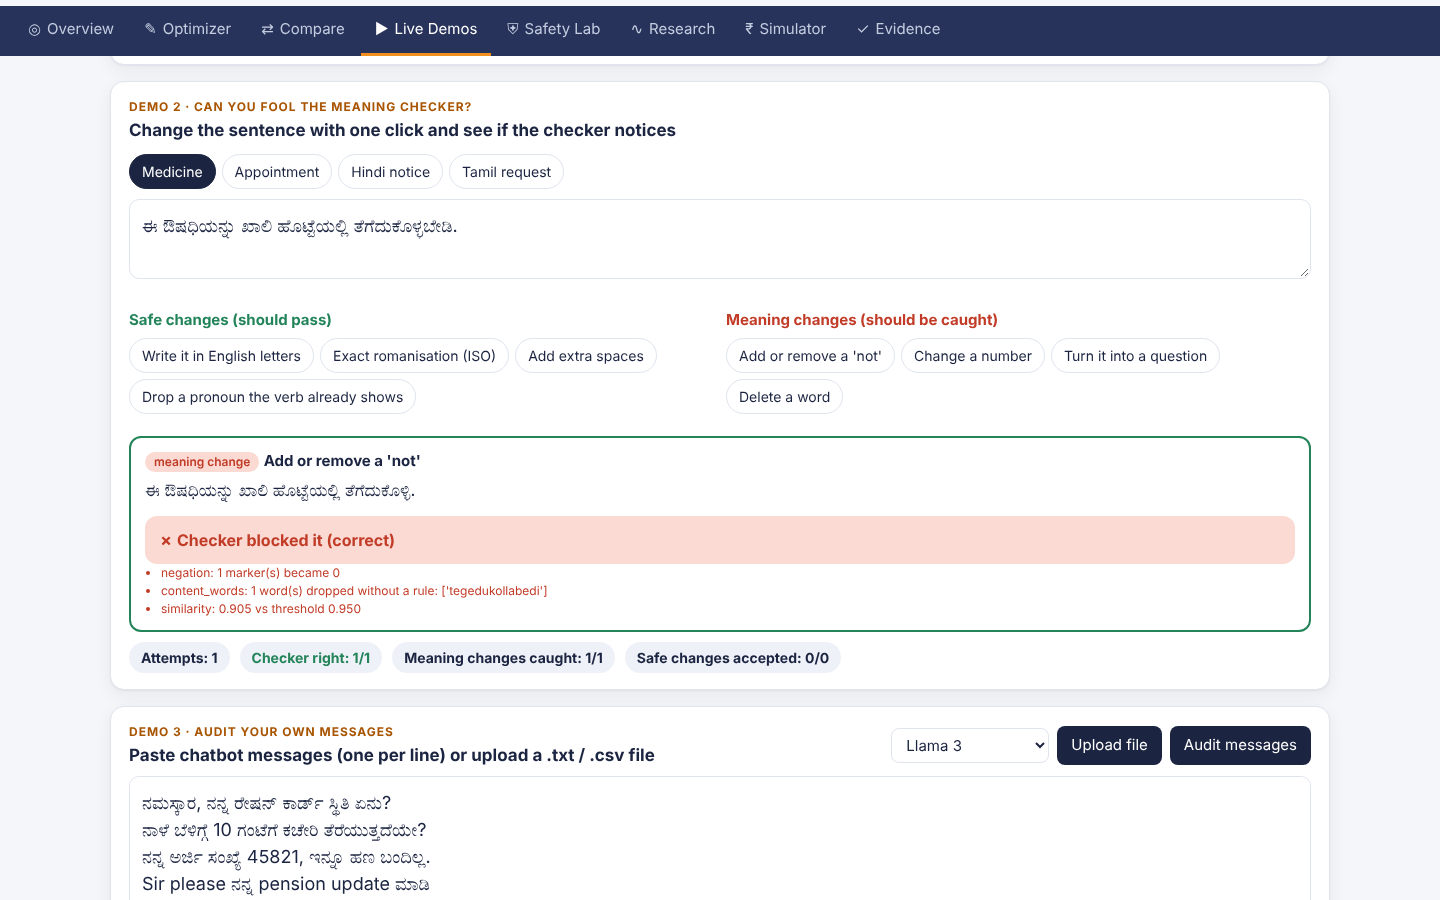 ◎ Overview ✎ Optimizer ⇄ Compare ▶ Live Demos ⛨ Safety Lab ∿ Research ₹ Simulator ✓ Evidence
DEMO 2 · CAN YOU FOOL THE MEANING CHECKER?
Change the sentence with one click and see if the checker notices
Medicine Appointment Hindi notice Tamil request
ಈ ಔಷಧಿಯನ್ನು ಖಾಲಿ ಹೊಟ್ಟೆಯಲ್ಲಿ ತೆಗೆದುಕೊಳ್ಳಬೇಡಿ.
Safe changes (should pass)
Write it in English letters Exact romanisation (ISO) Add extra spaces
Drop a pronoun the verb already shows
Meaning changes (should be caught)
Add or remove a 'not' Change a number Turn it into a question
Delete a word
meaning change Add or remove a 'not'
ಈ ಔಷಧಿಯನ್ನು ಖಾಲಿ ಹೊಟ್ಟೆಯಲ್ಲಿ ತೆಗೆದುಕೊಳ್ಳಿ.
× Checker blocked it (correct)
• negation: 1 marker(s) became 0
• content_words: 1 word(s) dropped without a rule: ['tegedukollabedi']
• similarity: 0.905 vs threshold 0.950
Attempts: 1 Checker right: 1/1 Meaning changes caught: 1/1 Safe changes accepted: 0/0
DEMO 3 · AUDIT YOUR OWN MESSAGES
Paste chatbot messages (one per line) or upload a .txt / .csv file
Llama 3 Upload file Audit messages
ನಮಸ್ಕಾರ, ನನ್ನ ರೇಷನ್ ಕಾರ್ಡ್ ಸ್ಥಿತಿ ಏನು?
ನಾಳೆ ಬೆಳಿಗ್ಗೆ 10 ಗಂಟೆಗೆ ಕಚೇರಿ ತೆರೆಯುತ್ತದೆಯೇ?
ನನ್ನ ಅರ್ಜಿ ಸಂಖ್ಯೆ 45821, ಇನ್ನೂ ಹಣ ಬಂದಿಲ್ಲ.
Sir please ನನ್ನ pension update ಮಾಡಿ